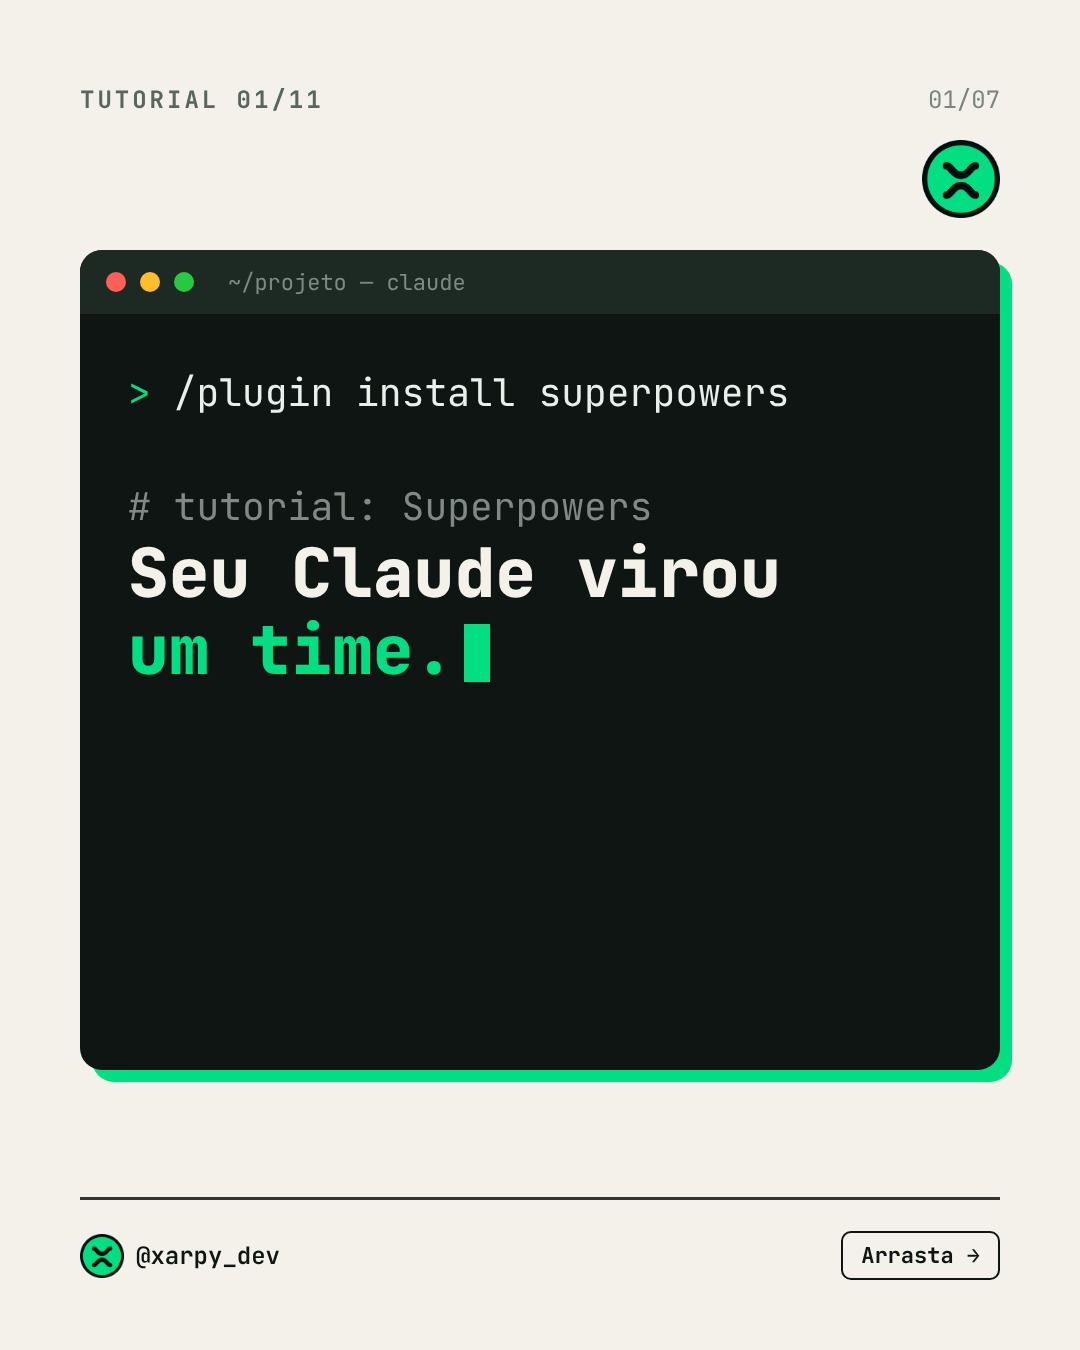 TUTORIAL 01/11
01/07
~/projeto — claude
> /plugin install superpowers
# tutorial: Superpowers
Seu Claude virou
um time.
@xarpy_dev
Arrasta →